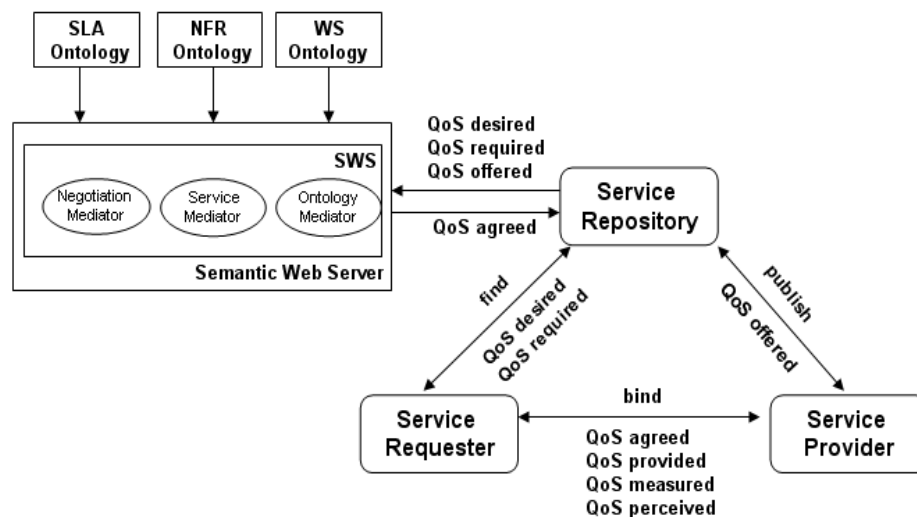 SLA
Ontology
NFR
Ontology
WS
Ontology
SWS
Negotiation
Mediator
Service
Mediator
Ontology
Mediator
Semantic Web Server
QoS desired
QoS required
QoS offered
QoS agreed
Service
Repository
find
QoS desired
QoS required
publish
QoS offered
Service
Requester
bind
QoS agreed
QoS provided
QoS measured
QoS perceived
Service
Provider